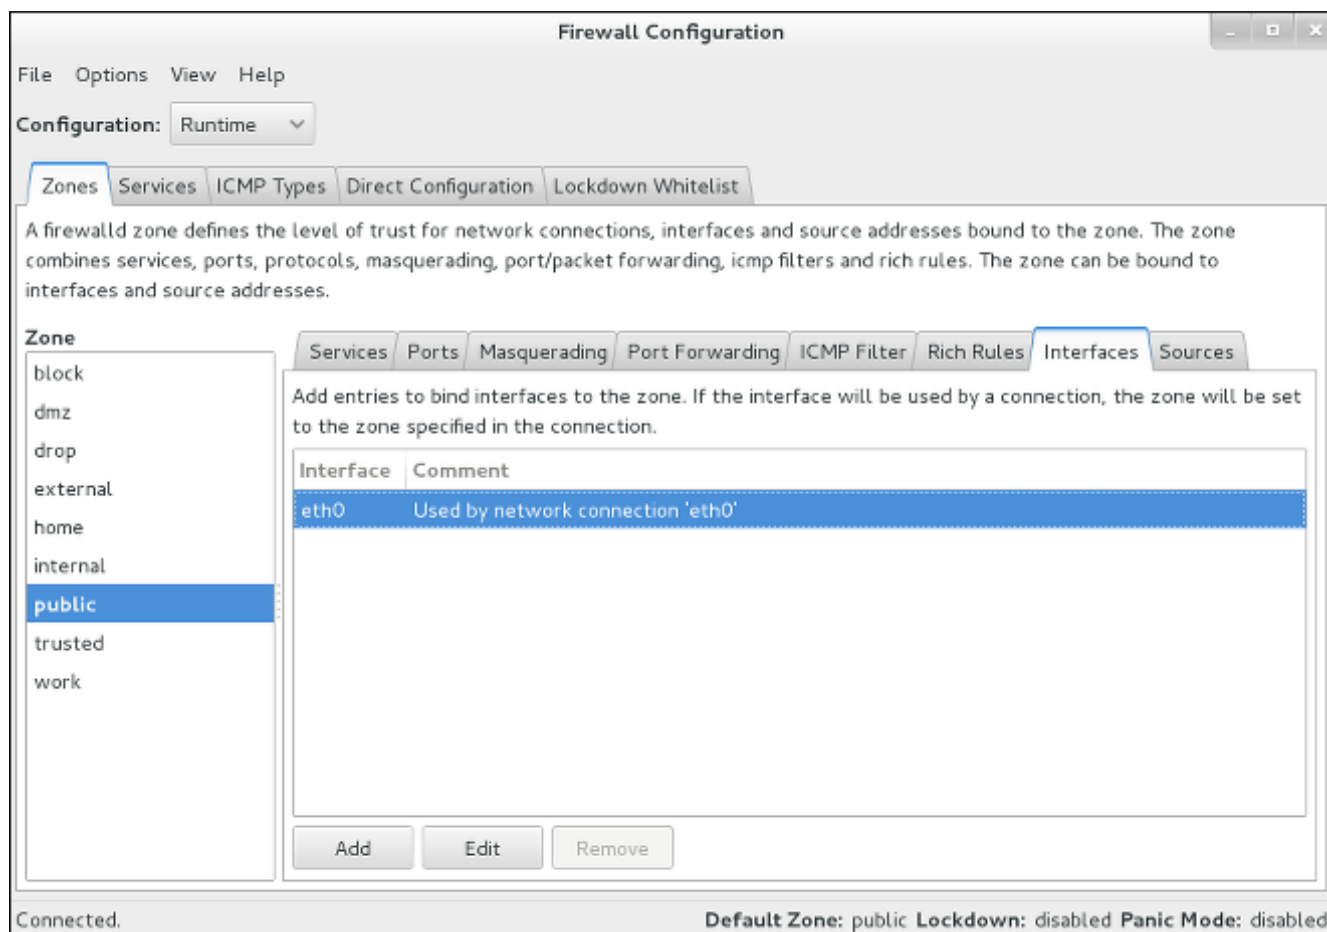 Firewall Configuration
File Options View Help
Configuration: Runtime
Zones Services ICMP Types Direct Configuration Lockdown Whitelist
A firewalld zone defines the level of trust for network connections, interfaces and source addresses bound to the zone. The zone
combines services, ports, protocols, masquerading, port/packet forwarding, icmp filters and rich rules. The zone can be bound to
interfaces and source addresses.
Zone
block
dmz
drop
external
home
internal
public
trusted
work
Services Ports Masquerading Port Forwarding ICMP Filter Rich Rules Interfaces Sources
Add entries to bind interfaces to the zone. If the interface will be used by a connection, the zone will be set
to the zone specified in the connection.
Interface Comment
eth0 Used by network connection 'eth0'
Add Edit Remove
Connected.
Default Zone: public Lockdown: disabled Panic Mode: disabled